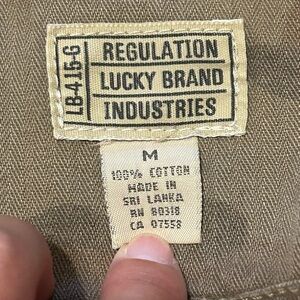 LB-415-G
REGULATION
LUCKY BRAND
INDUSTRIES
M
100% COTTON
MADE IN
SRI LANKA
RN 80318
CA 07558